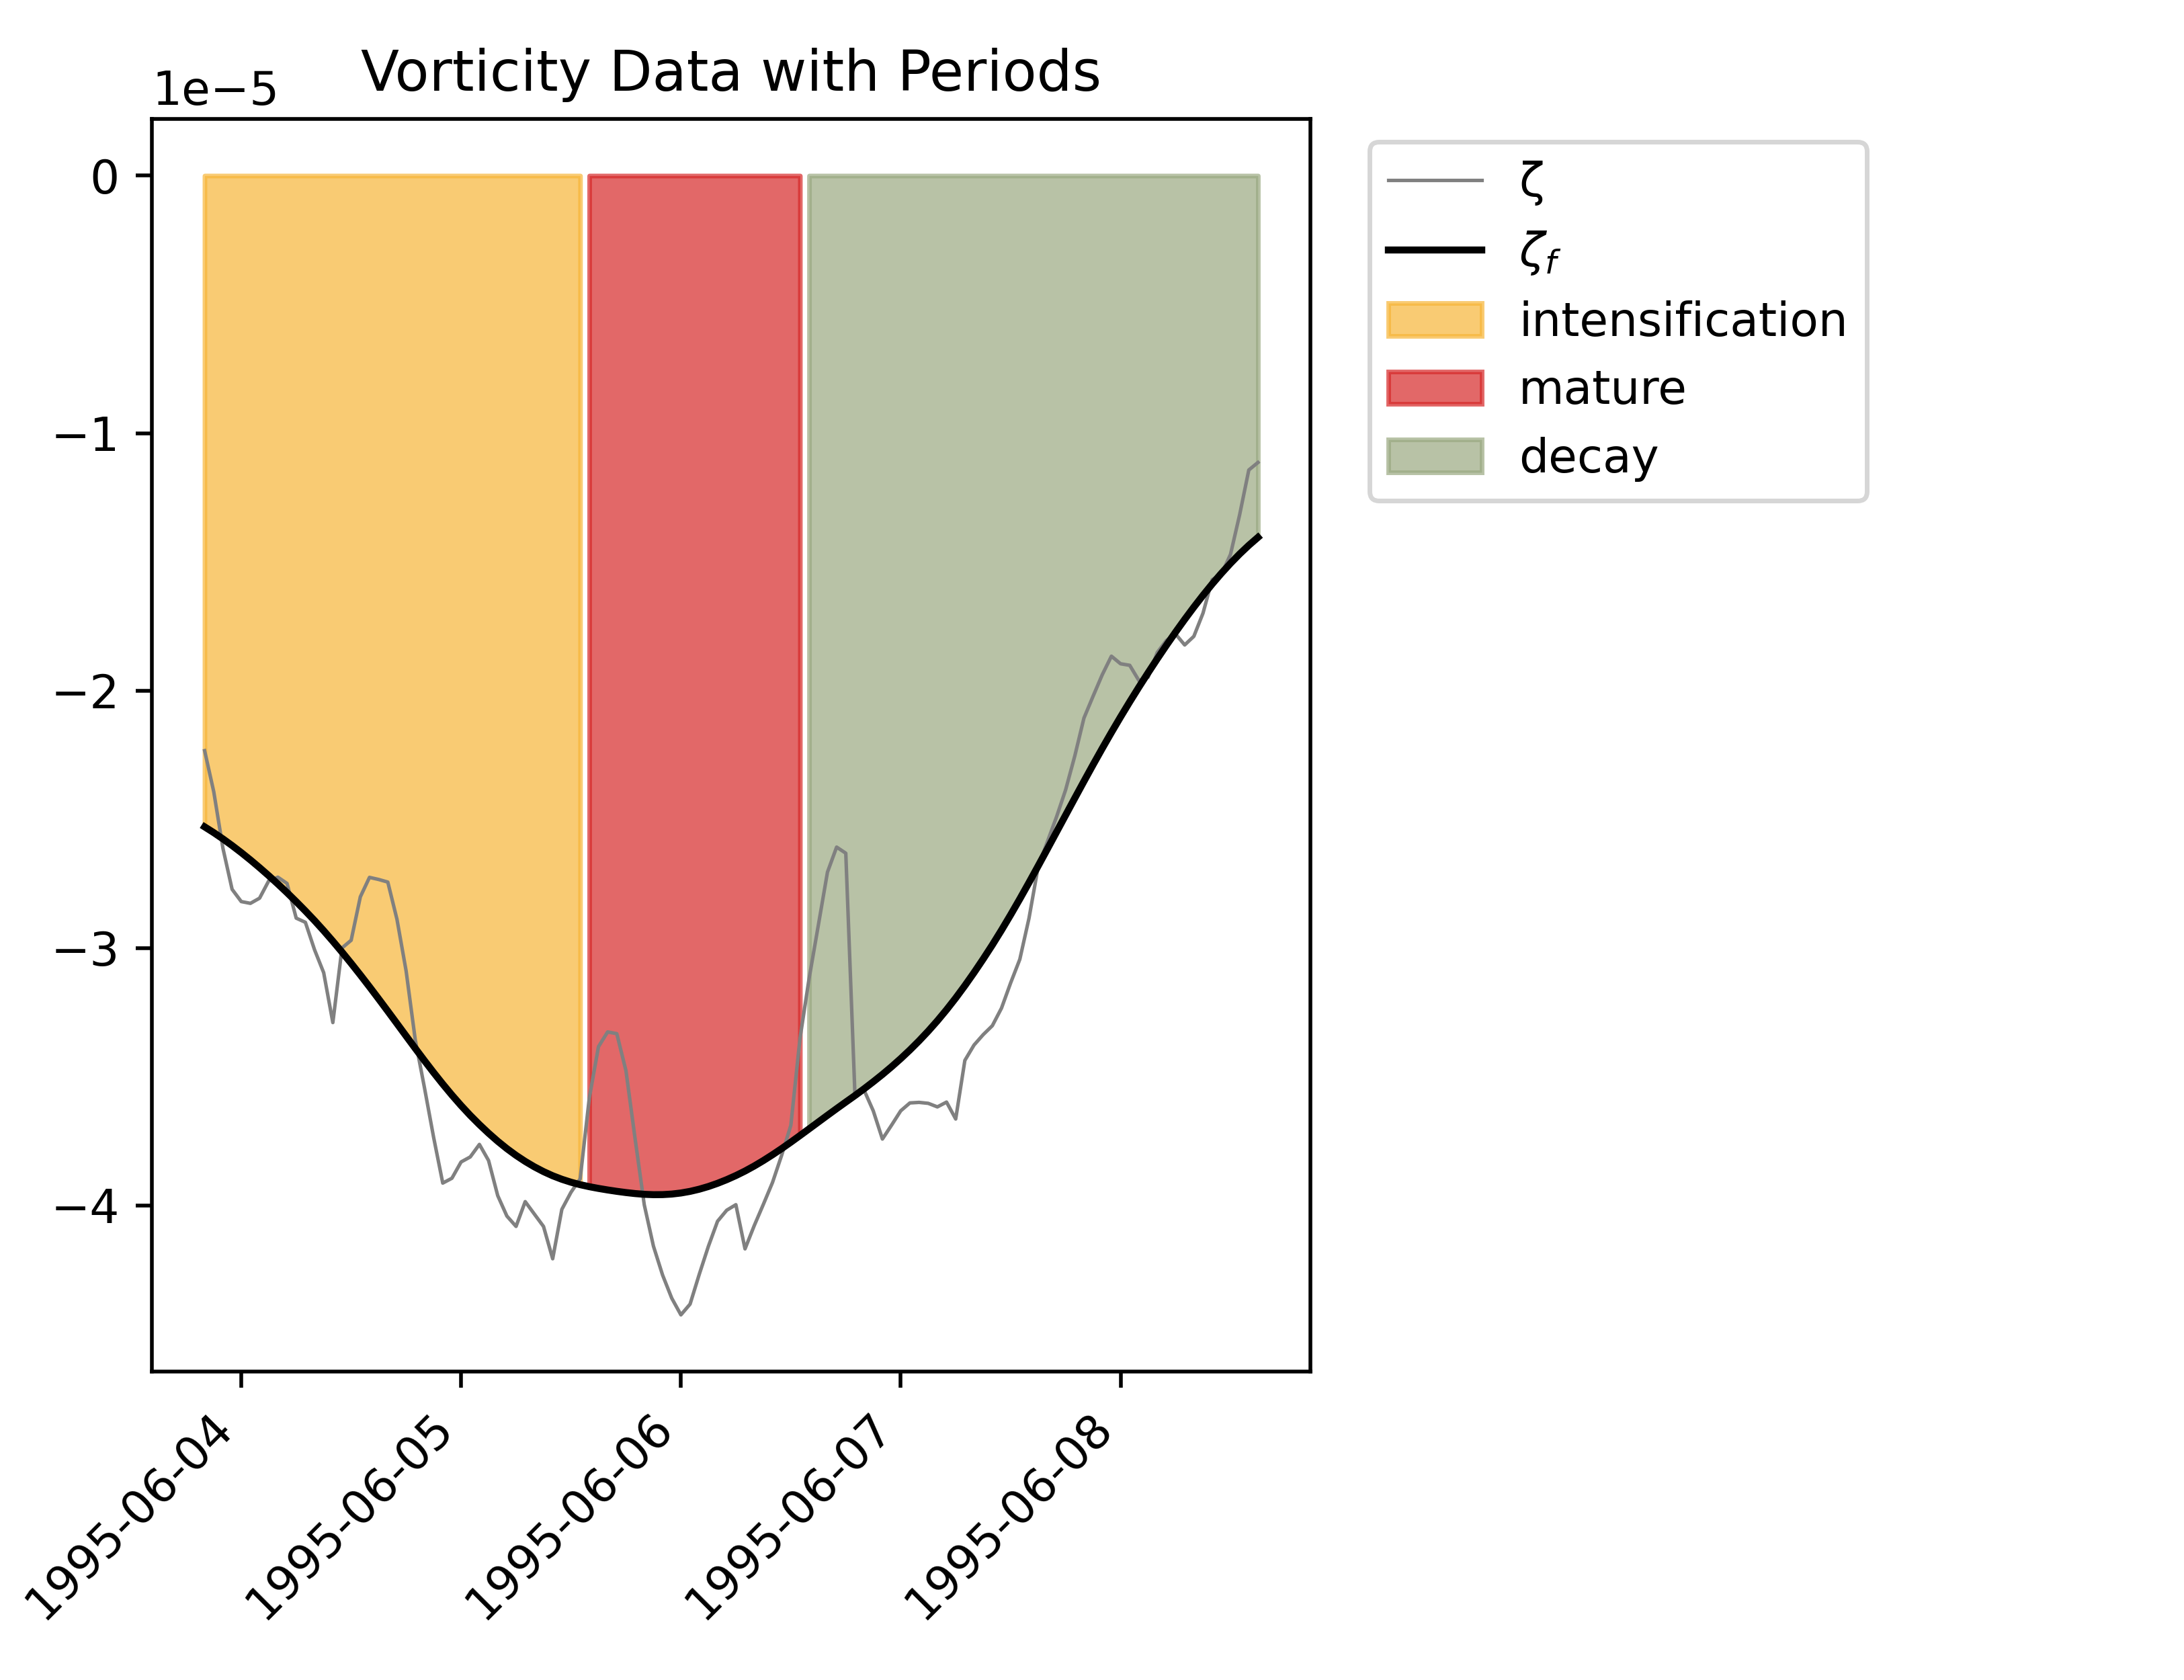 Vorticity Data with Periods
1e−5
0
−1
−2
−3
−4
1995-06-04
1995-06-05
1995-06-06
1995-06-07
1995-06-08
ζ
ζf
intensification
mature
decay